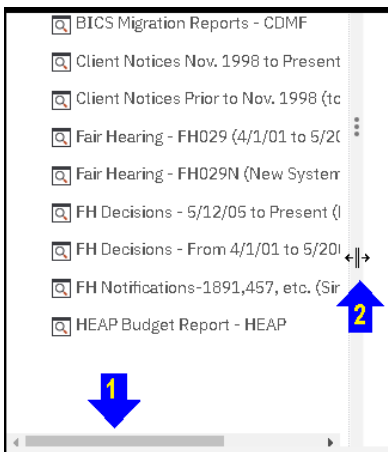 BICS Migration Reports - CDMF
Client Notices Nov. 1998 to Present
Client Notices Prior to Nov. 1998 (to
Fair Hearing - FH029 (4/1/01 to 5/20
Fair Hearing - FH029N (New System
FH Decisions - 5/12/05 to Present (
FH Decisions - From 4/1/01 to 5/20
FH Notifications-1891,457, etc. (Sir
2
HEAP Budget Report - HEAP
1